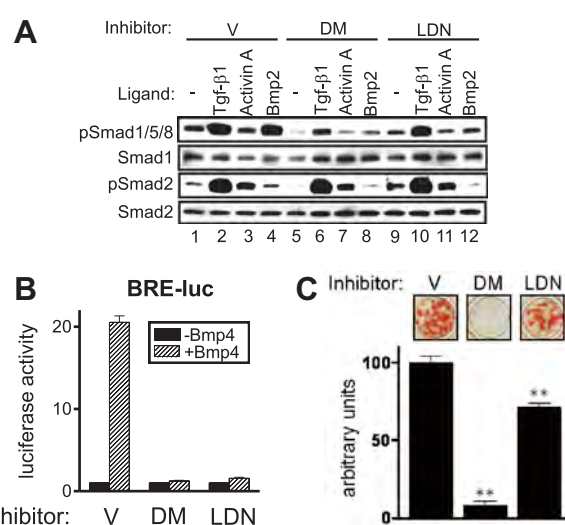 A
Inhibitor: V DM LDN
Ligand: - Tgf-β1 Activin A Bmp2 - Tgf-β1 Activin A Bmp2 - Tgf-β1 Activin A Bmp2
pSmad1/5/8
Smad1
pSmad2
Smad2
1 2 3 4 5 6 7 8 9 10 11 12
B
BRE-luc
luciferase activity
20
10
0
-Bmp4
+Bmp4
hibitor: V DM LDN
C
Inhibitor: V DM LDN
arbitrary units
100
50
0
**
**